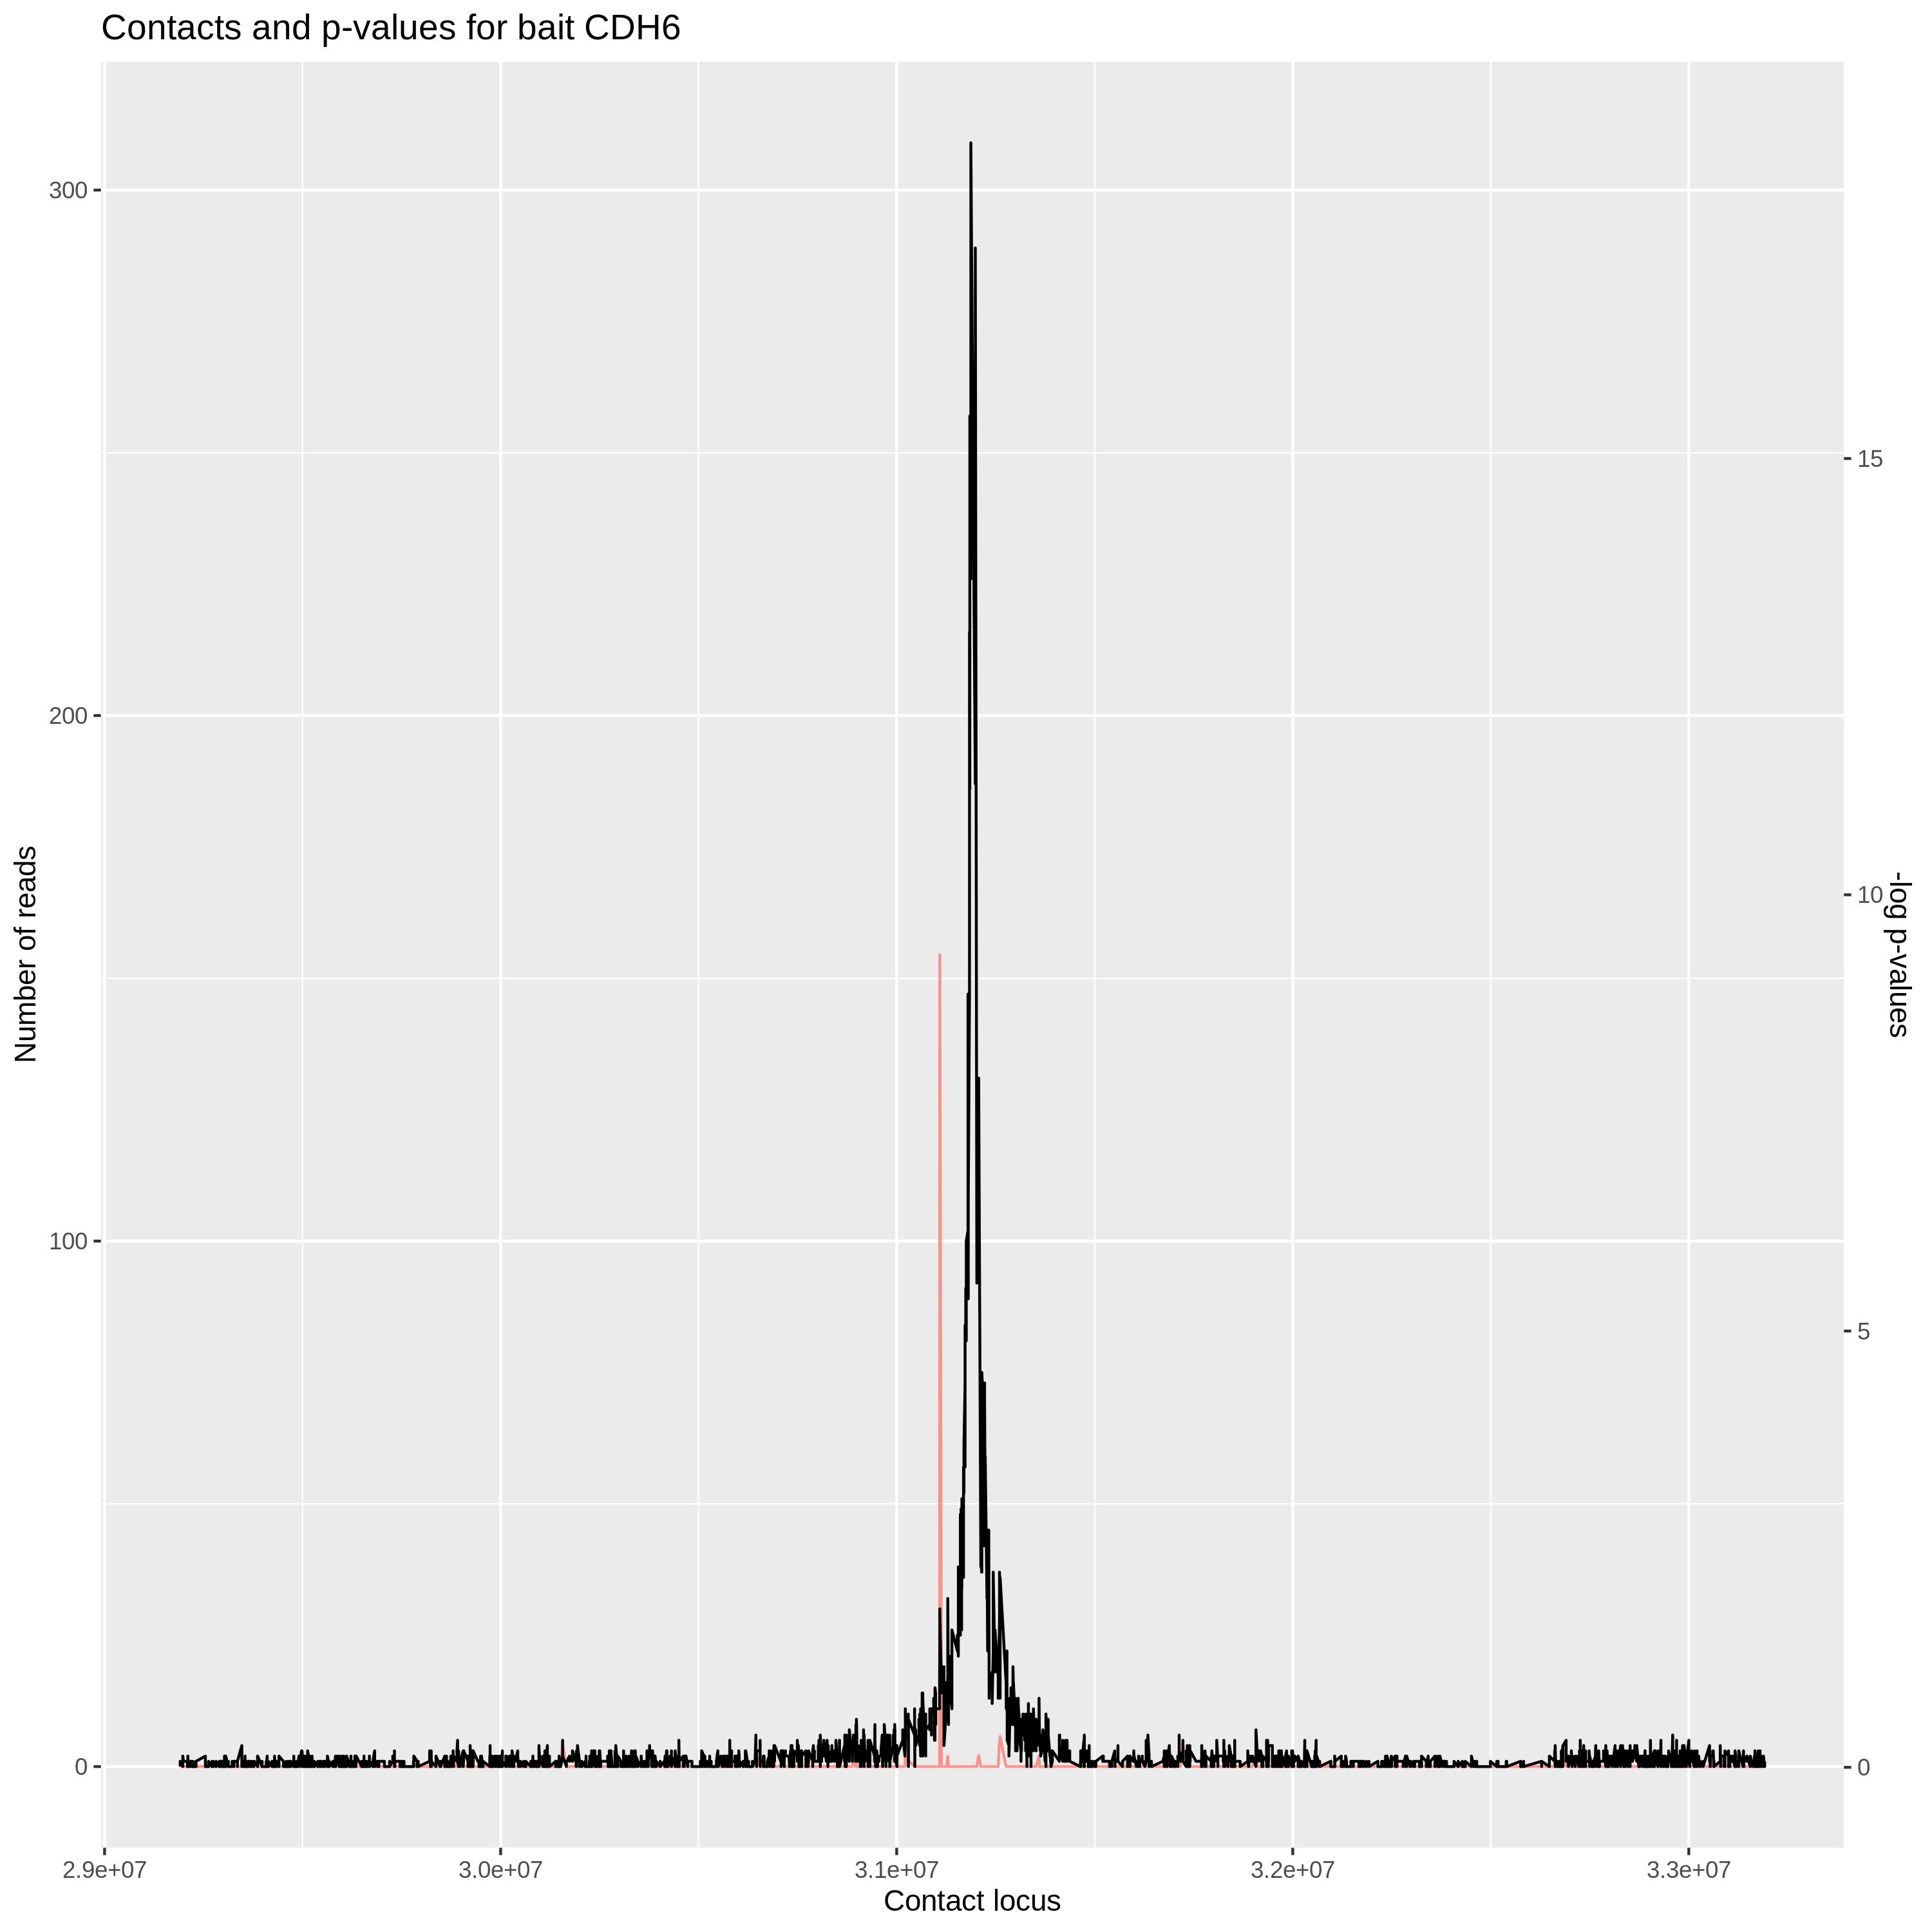 Contacts and p-values for bait CDH6
300
200
100
0
Number of reads
15
10
5
0
-log p-values
2.9e+07
3.0e+07
3.1e+07
3.2e+07
3.3e+07
Contact locus